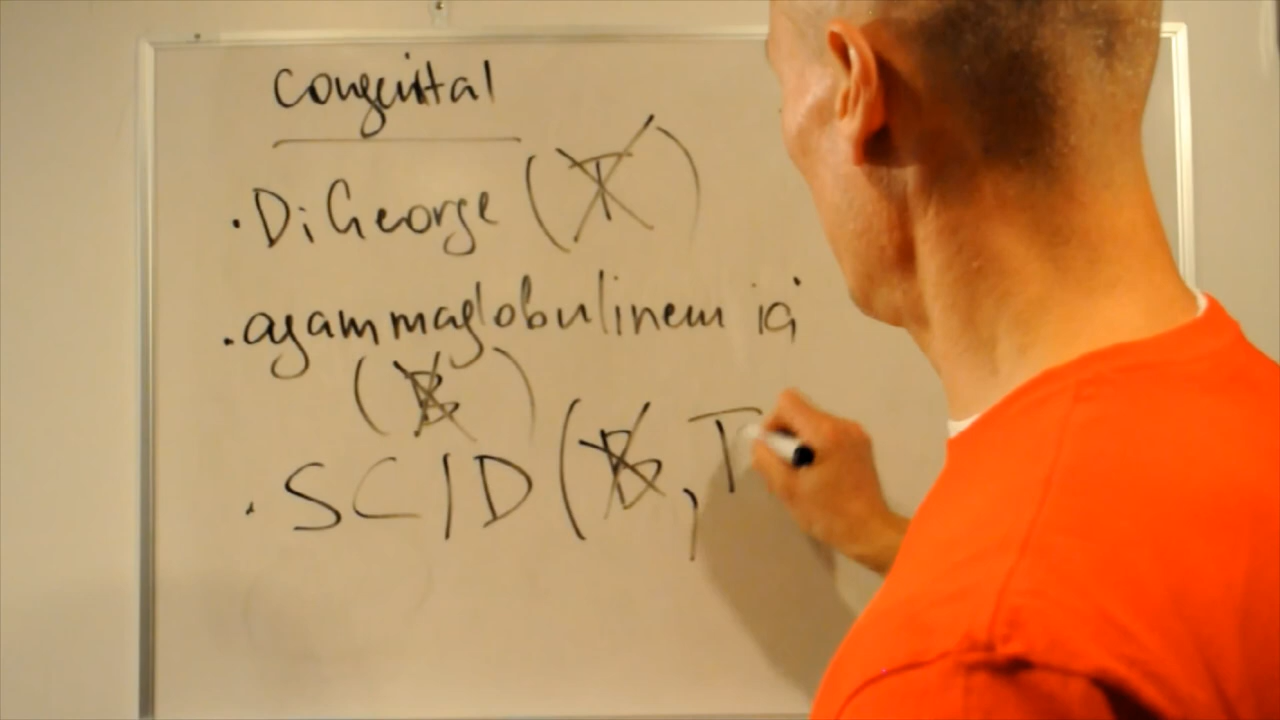 Congenital
. DiGeorge (T)
. agammaglobulinemia
(B)
. SCID (B, T